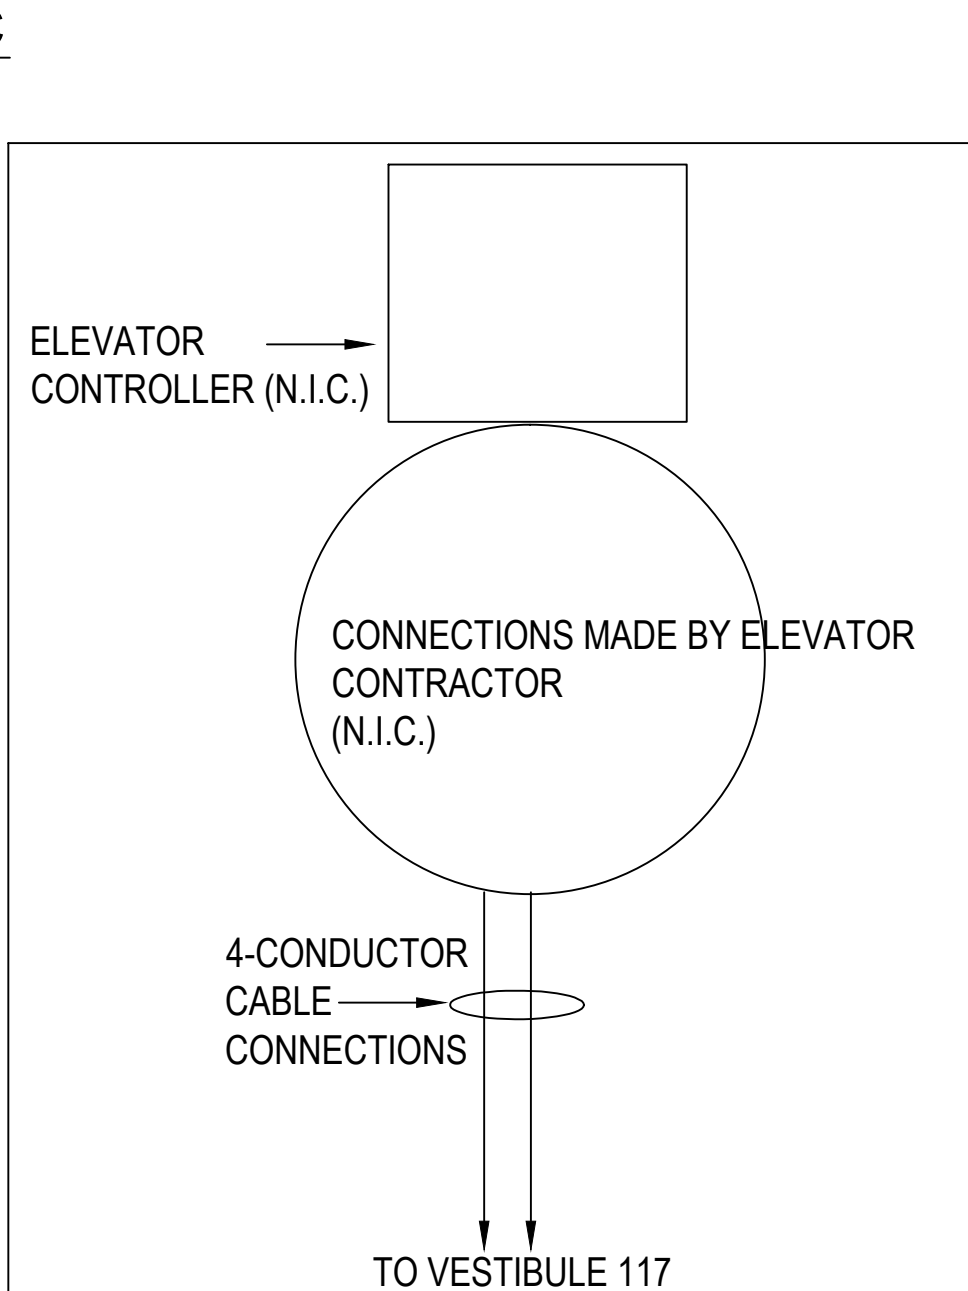 ELEVATOR
CONTROLLER (N.I.C.)
CONNECTIONS MADE BY ELEVATOR
CONTRACTOR
(N.I.C.)
4-CONDUCTOR
CABLE
CONNECTIONS
TO VESTIBULE 117